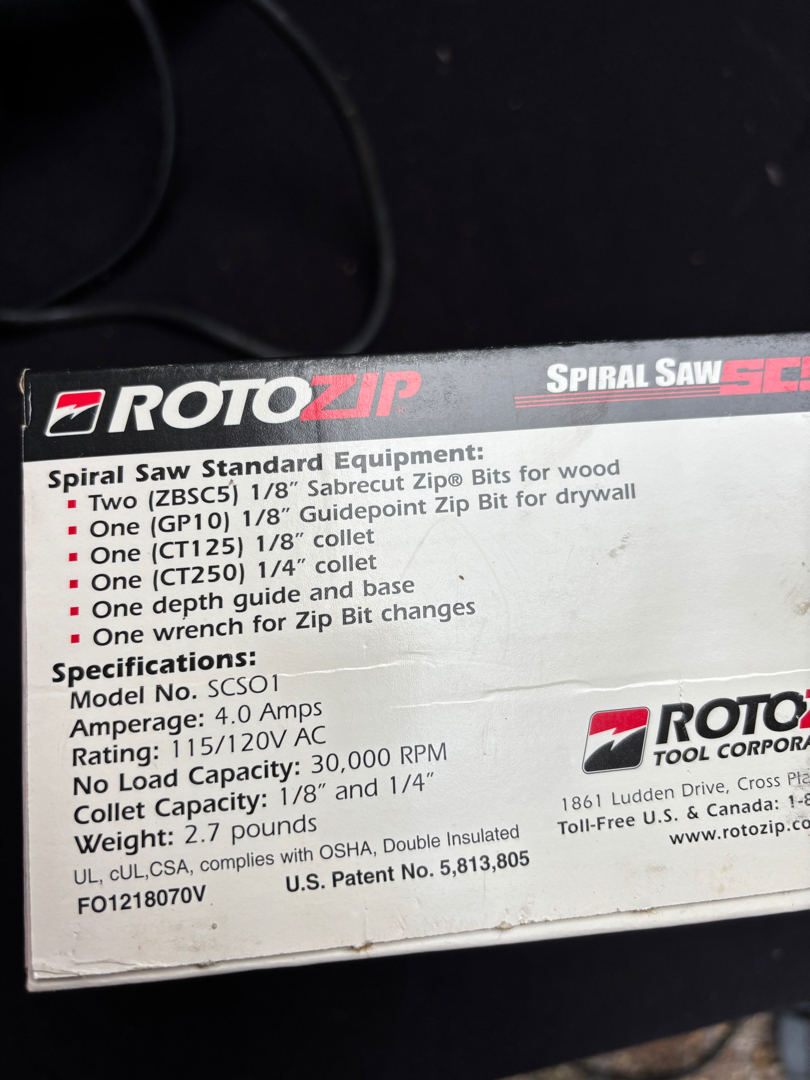 ROTOZIP
SPIRAL SAW
Spiral Saw Standard Equipment:
▪ Two (ZBSC5) 1/8" Sabrecut Zip® Bits for wood
▪ One (GP10) 1/8" Guidepoint Zip Bit for drywall
▪ One (CT125) 1/8" collet
▪ One (CT250) 1/4" collet
▪ One depth guide and base
▪ One wrench for Zip Bit changes
Specifications:
Model No. SCS01
Amperage: 4.0 Amps
Rating: 115/120V AC
No Load Capacity: 30,000 RPM
Collet Capacity: 1/8" and 1/4"
Weight: 2.7 pounds
UL, cUL,CSA, complies with OSHA, Double Insulated
FO1218070V U.S. Patent No. 5,813,805
ROTO
TOOL
1861 Ludden Drive, Cross
Toll-Free U.S. & Canada:
www.rotozip.co